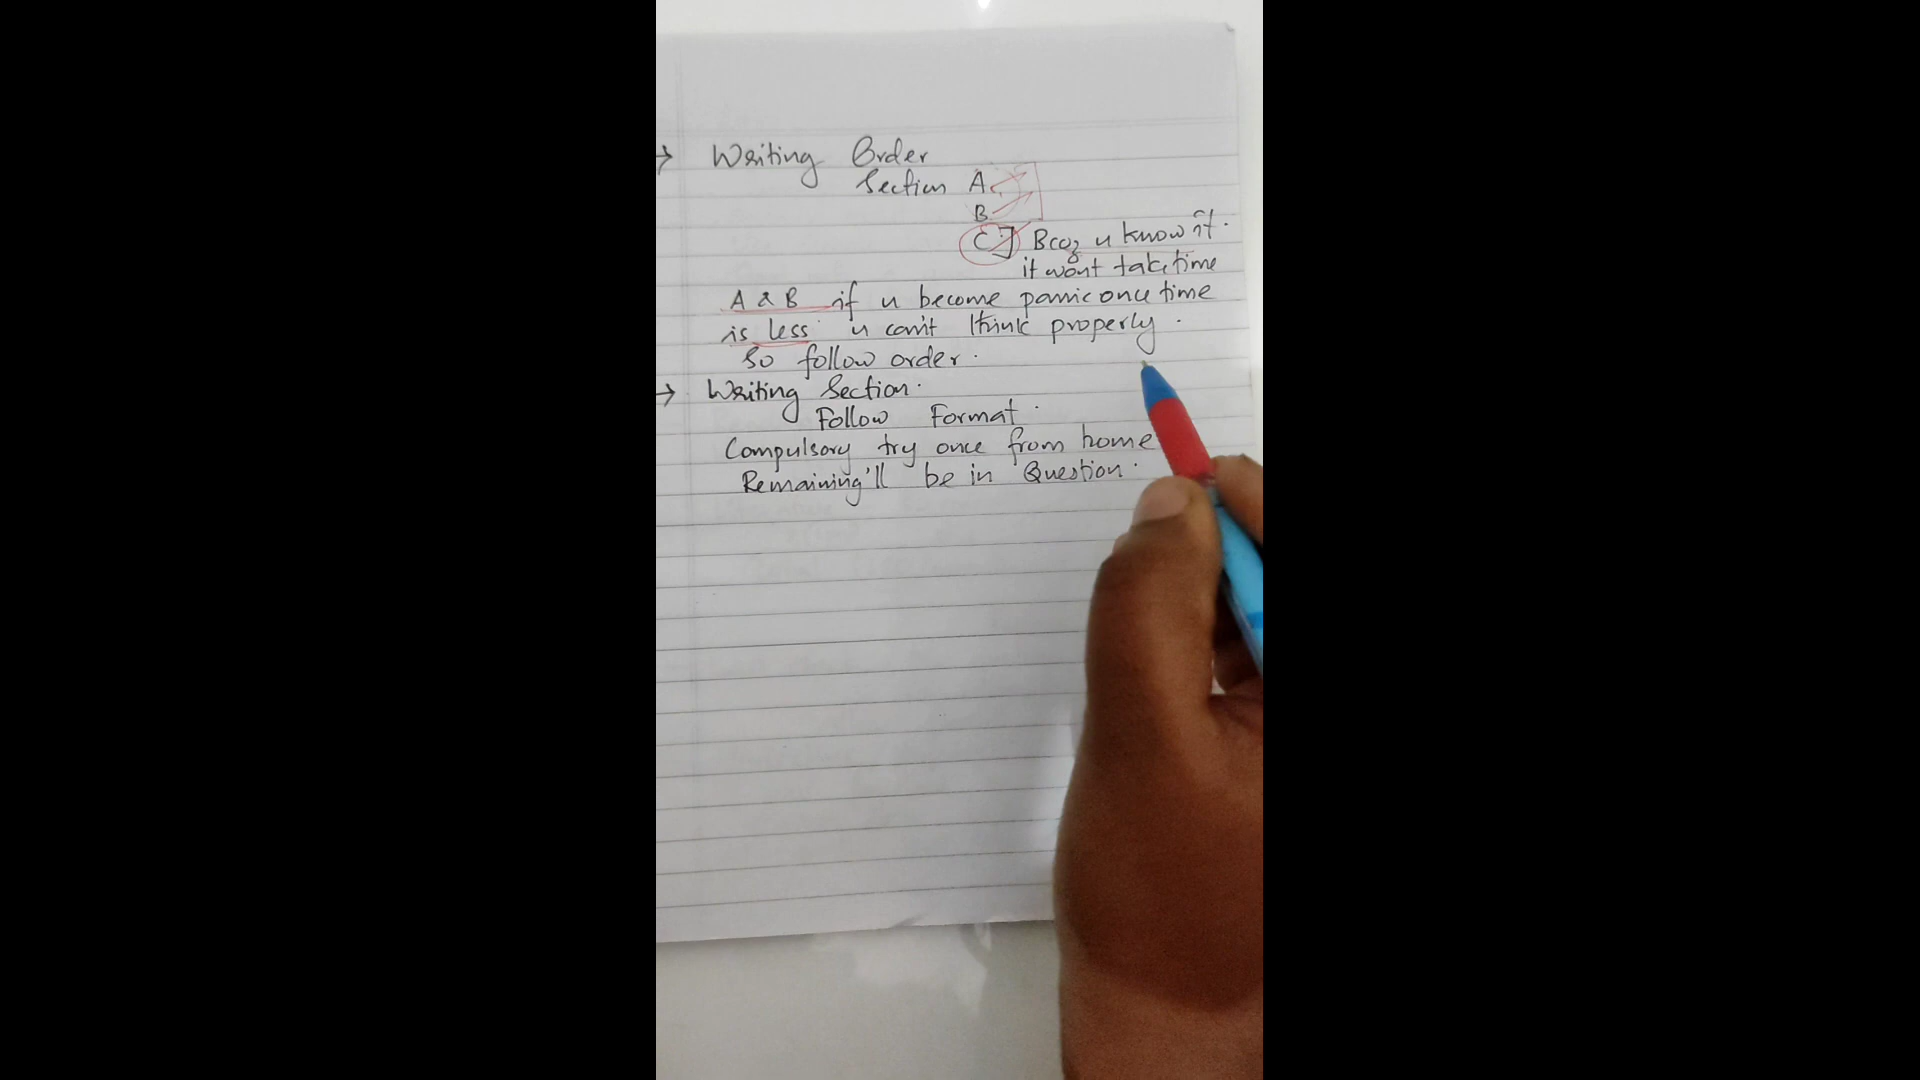 → Writing Order
Section A
B
C] Bcoz u know it.
it wont take time
A & B if u become panic once time
is less u can't think properly.
So follow order.
→ Writing Section.
Follow Format.
Compulsory try once from home
Remaining'll be in Question.